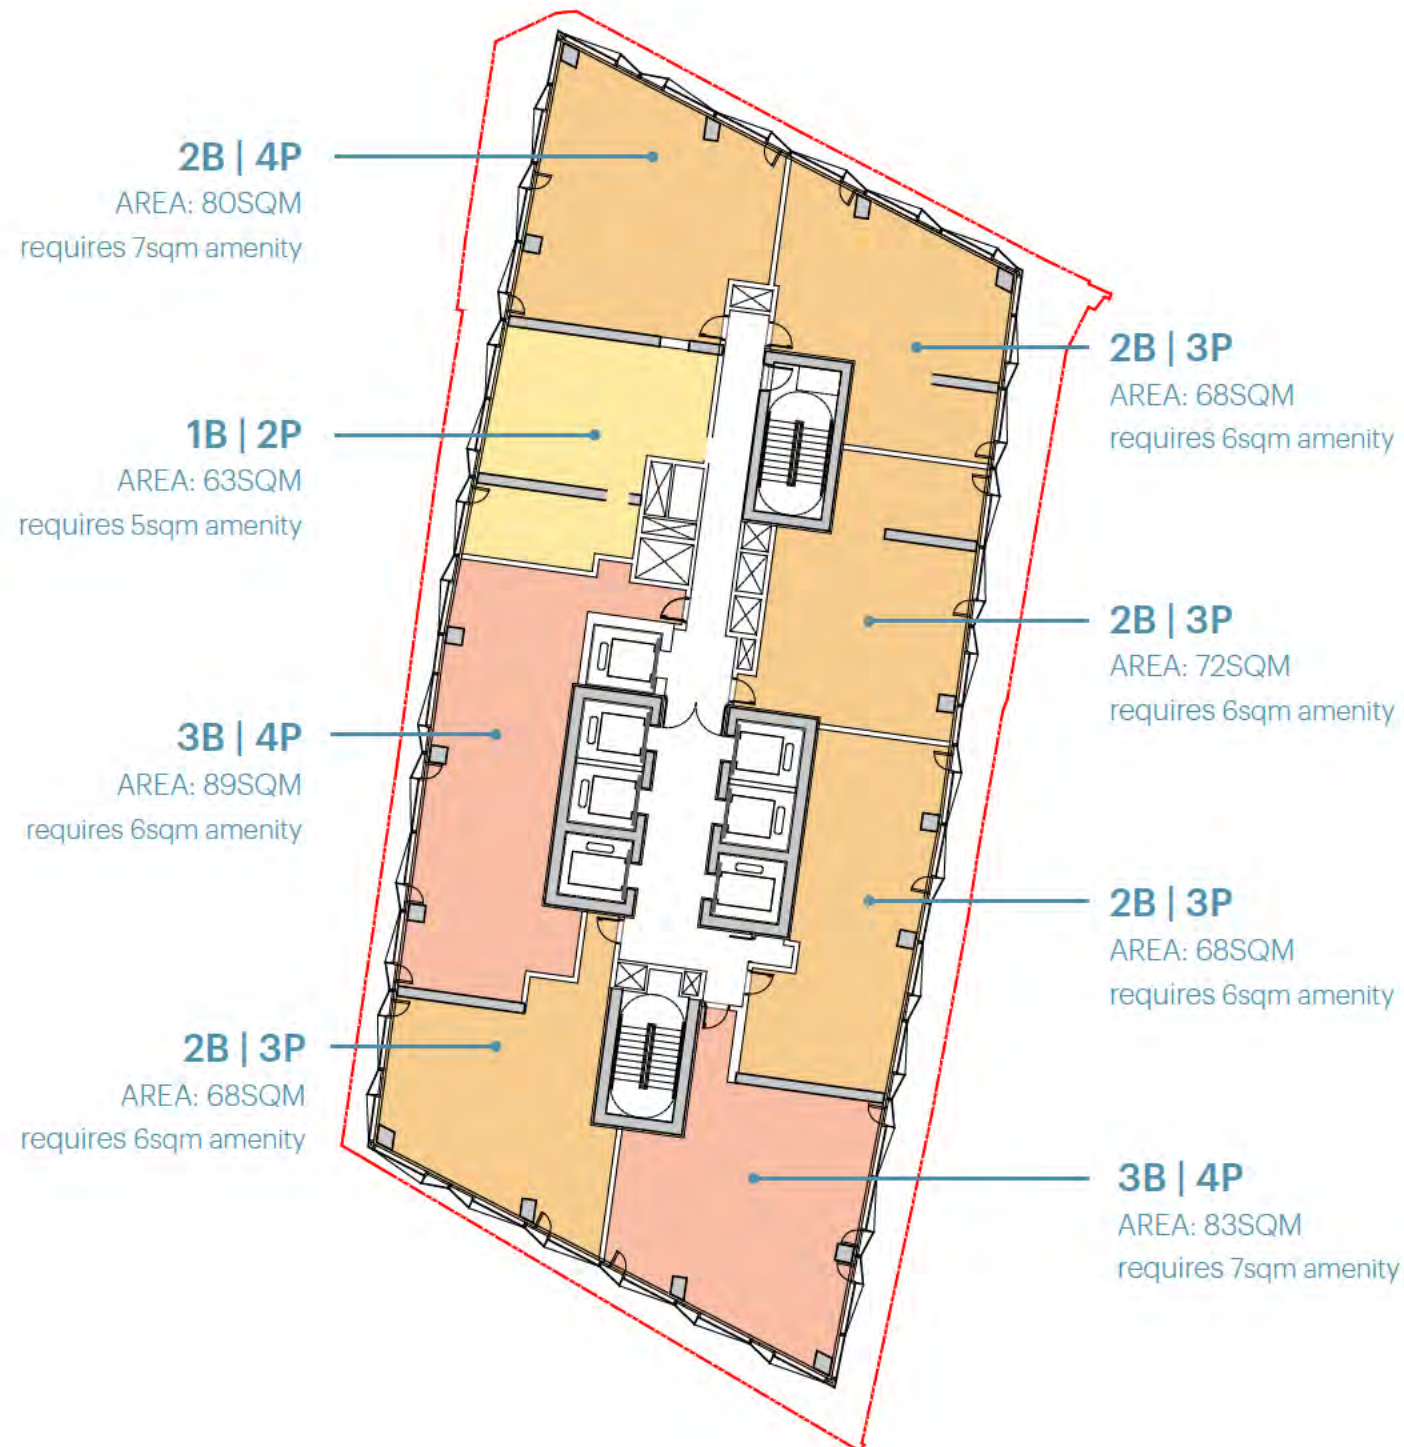 2B | 4P
AREA: 80SQM
requires 7sqm amenity
1B | 2P
AREA: 63SQM
requires 5sqm amenity
3B | 4P
AREA: 89SQM
requires 6sqm amenity
2B | 3P
AREA: 68SQM
requires 6sqm amenity
2B | 3P
AREA: 68SQM
requires 6sqm amenity
2B | 3P
AREA: 72SQM
requires 6sqm amenity
2B | 3P
AREA: 68SQM
requires 6sqm amenity
3B | 4P
AREA: 83SQM
requires 7sqm amenity